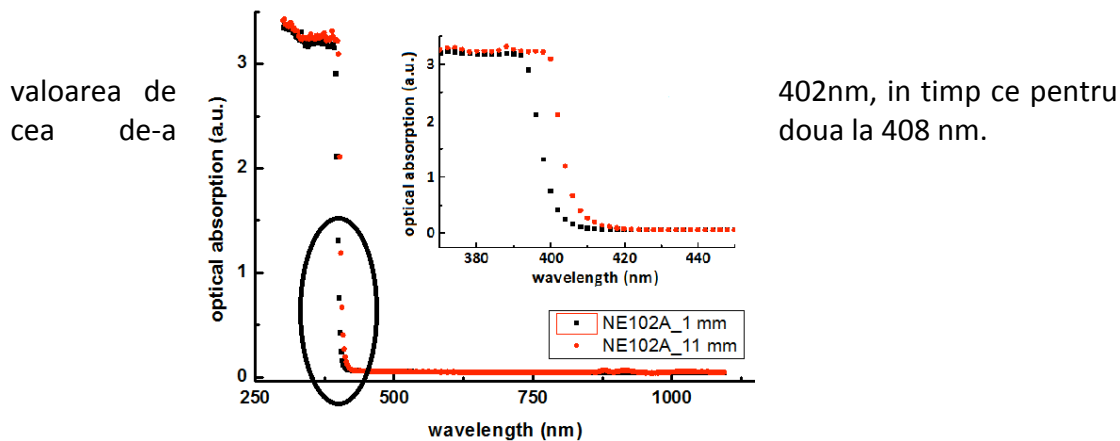 valoarea de 402nm, in timp ce pentru
cea de-a doua la 408 nm.
optical absorption (a.u.)
3
2
1
0
250 500 750 1000
wavelength (nm)
optical absorption (a.u.)
3
2
1
0
380 400 420 440
wavelength (nm)
NE102A_1 mm
NE102A_11 mm